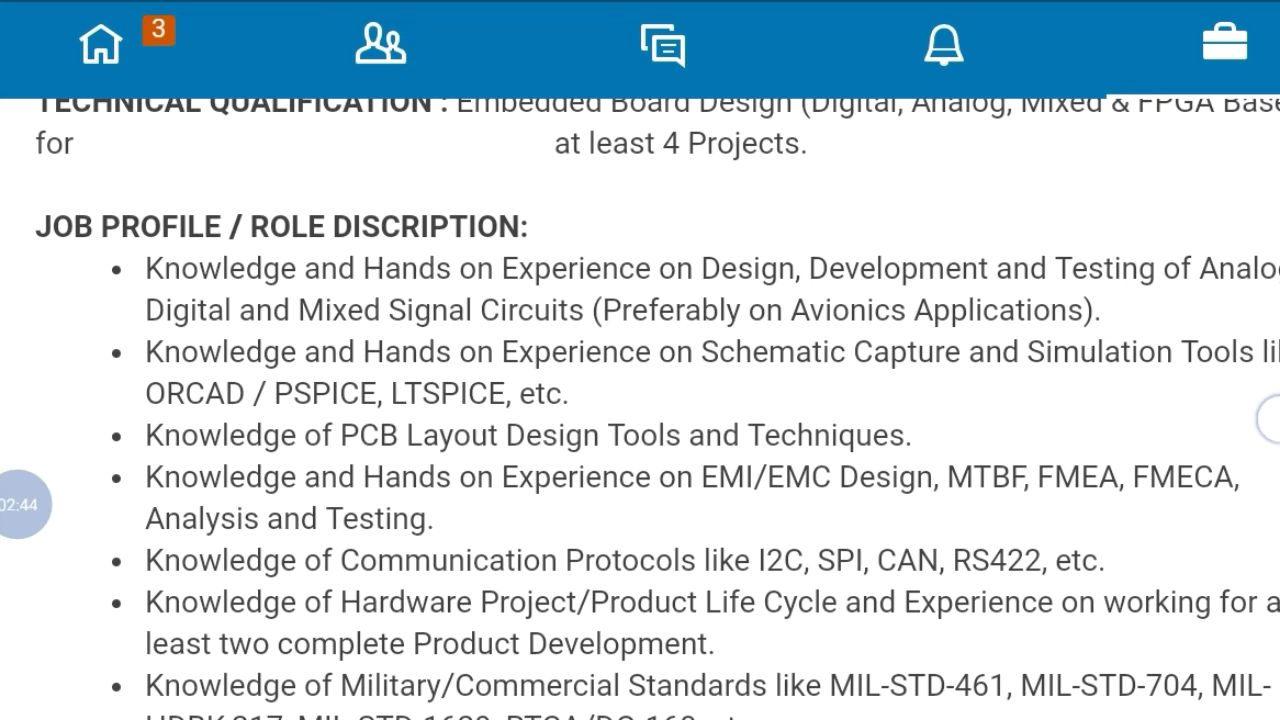 3
TECHNICAL QUALIFICATION : Embedded Board Design (Digital, Analog, Mixed & FPGA Base
for at least 4 Projects.
JOB PROFILE / ROLE DISCRIPTION:
• Knowledge and Hands on Experience on Design, Development and Testing of Analog
Digital and Mixed Signal Circuits (Preferably on Avionics Applications).
• Knowledge and Hands on Experience on Schematic Capture and Simulation Tools li
ORCAD / PSPICE, LTSPICE, etc.
• Knowledge of PCB Layout Design Tools and Techniques.
• Knowledge and Hands on Experience on EMI/EMC Design, MTBF, FMEA, FMECA,
Analysis and Testing.
02:44
• Knowledge of Communication Protocols like I2C, SPI, CAN, RS422, etc.
• Knowledge of Hardware Project/Product Life Cycle and Experience on working for a
least two complete Product Development.
• Knowledge of Military/Commercial Standards like MIL-STD-461, MIL-STD-704, MIL-